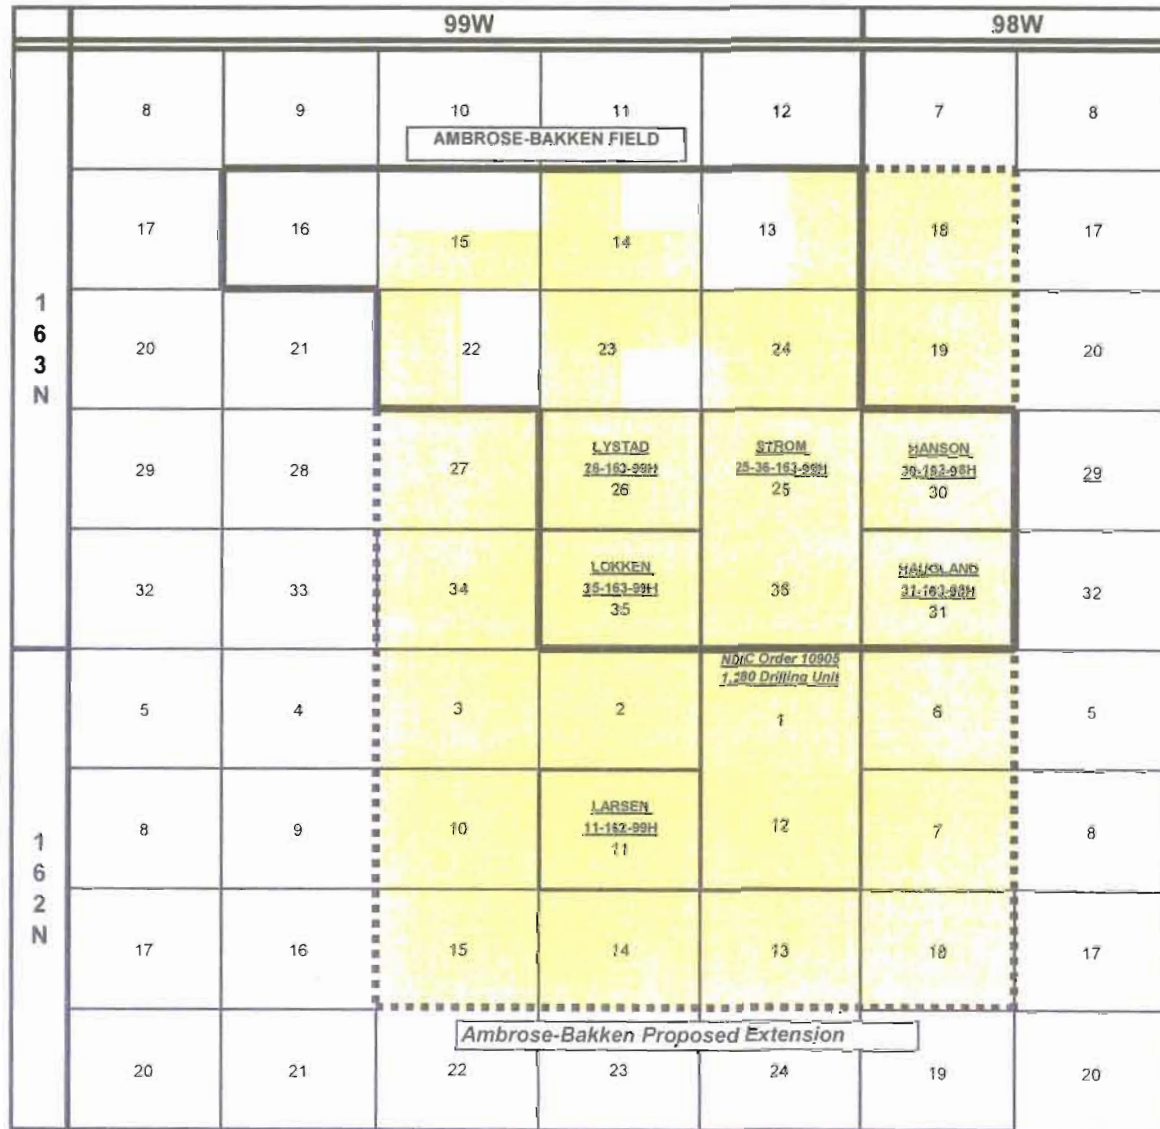 99W 98W
8 9 10 11 12 7 8
AMBROSE-BAKKEN FIELD
17 16 15 14 13 18 17
1
6
3
N
20 21 22 23 24 19 20
29 28 27
LYSTAD
26-163-99H
26
STROM
25-36-163-99H
25
HANSON
30-163-98H
30
29
32 33 34
LOKKEN
35-163-99H
35
36
HAUGLAND
31-163-98H
31
32
NDIC Order 10905
1,280 Drilling Unit
5 4 3 2 1 6 5
1
6
2
N
8 9 10
LARSEN
11-162-99H
11
12 7 8
17 16 15 14 13 18 17
Ambrose-Bakken Proposed Extension
20 21 22 23 24 19 20